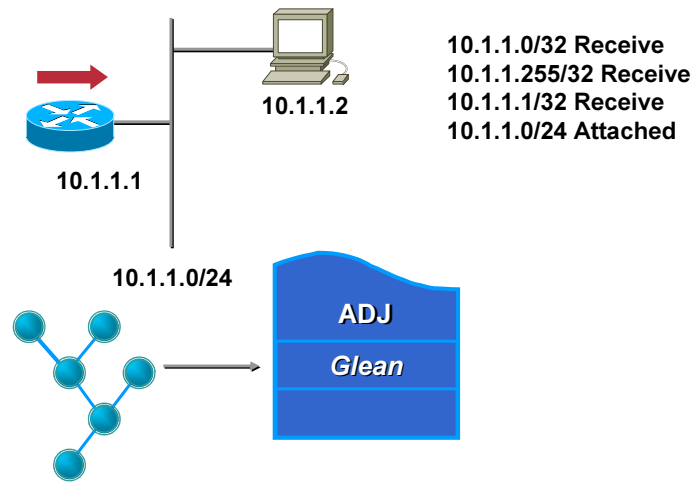 10.1.1.0/32 Receive
10.1.1.255/32 Receive
10.1.1.1/32 Receive
10.1.1.0/24 Attached
10.1.1.2
10.1.1.1
10.1.1.0/24
ADJ
Glean